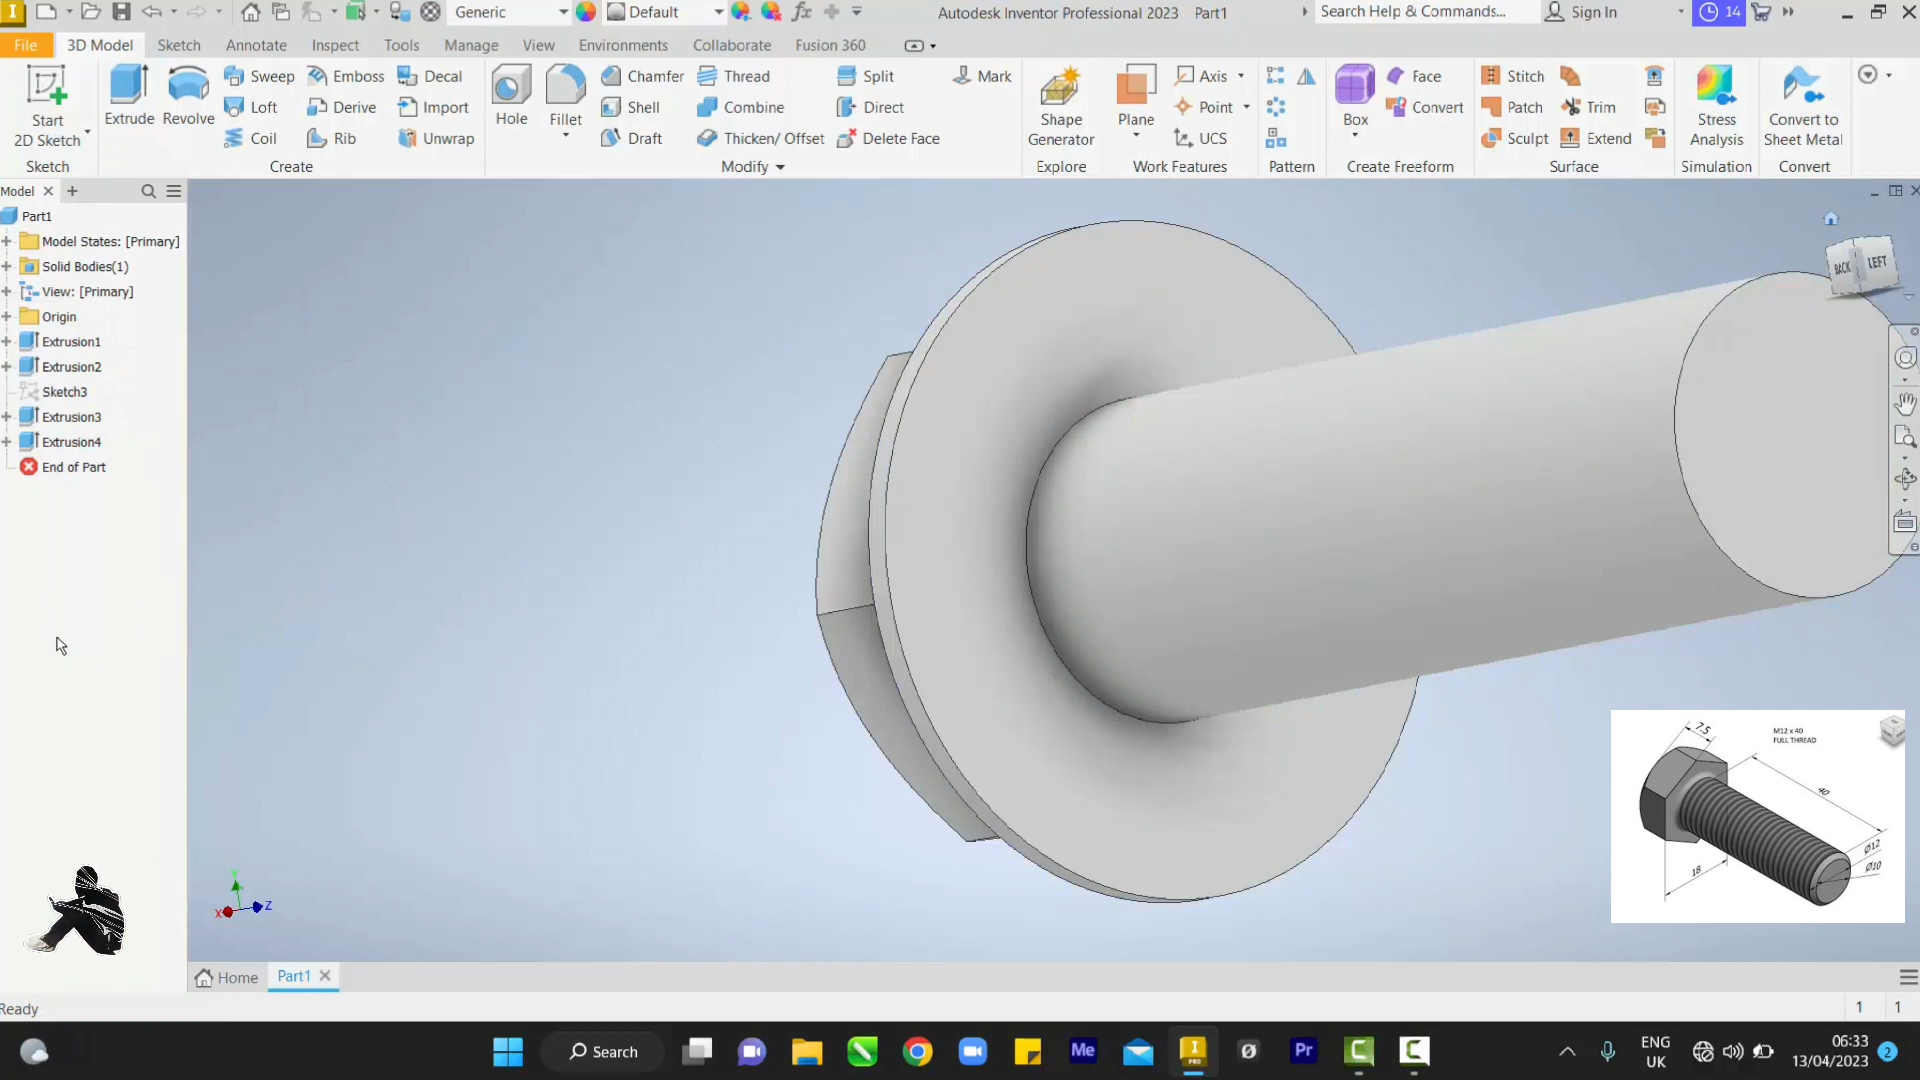 Generic
Default
Autodesk Inventor Professional 2023 Part1
Search Help & Commands...
Sign In
14
File
3D Model
Sketch
Annotate
Inspect
Tools
Manage
View
Environments
Collaborate
Fusion 360
Start
2D Sketch
Sketch
Extrude
Revolve
Sweep
Loft
Coil
Emboss
Derive
Rib
Decal
Import
Unwrap
Create
Hole
Fillet
Chamfer
Shell
Draft
Thread
Combine
Thicken/ Offset
Split
Direct
Delete Face
Modify
Mark
Shape
Generator
Explore
Plane
Axis
Point
UCS
Work Features
Pattern
Box
Face
Convert
Create Freeform
Stitch
Patch
Sculpt
Trim
Extend
Surface
Stress
Analysis
Simulation
Convert to
Sheet Metal
Convert
Model
Part1
Model States: [Primary]
Solid Bodies(1)
View: [Primary]
Origin
Extrusion1
Extrusion2
Sketch3
Extrusion3
Extrusion4
End of Part
BACK
LEFT
Y
X
Z
7.5
M12 x 40
FULL THREAD
40
18
Ø12
Ø10
Home
Part1
Ready
1
1
Search
Me
I
PRO
Ø
Pr
C
C
ENG
UK
06:33
13/04/2023
2